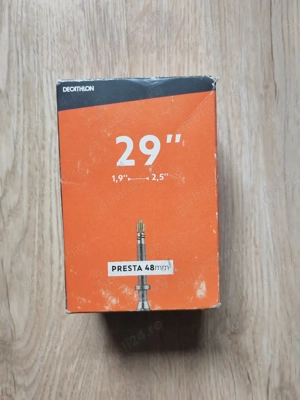 DECATHLON
29"
1,9" 2,5"
PRESTA 48mm